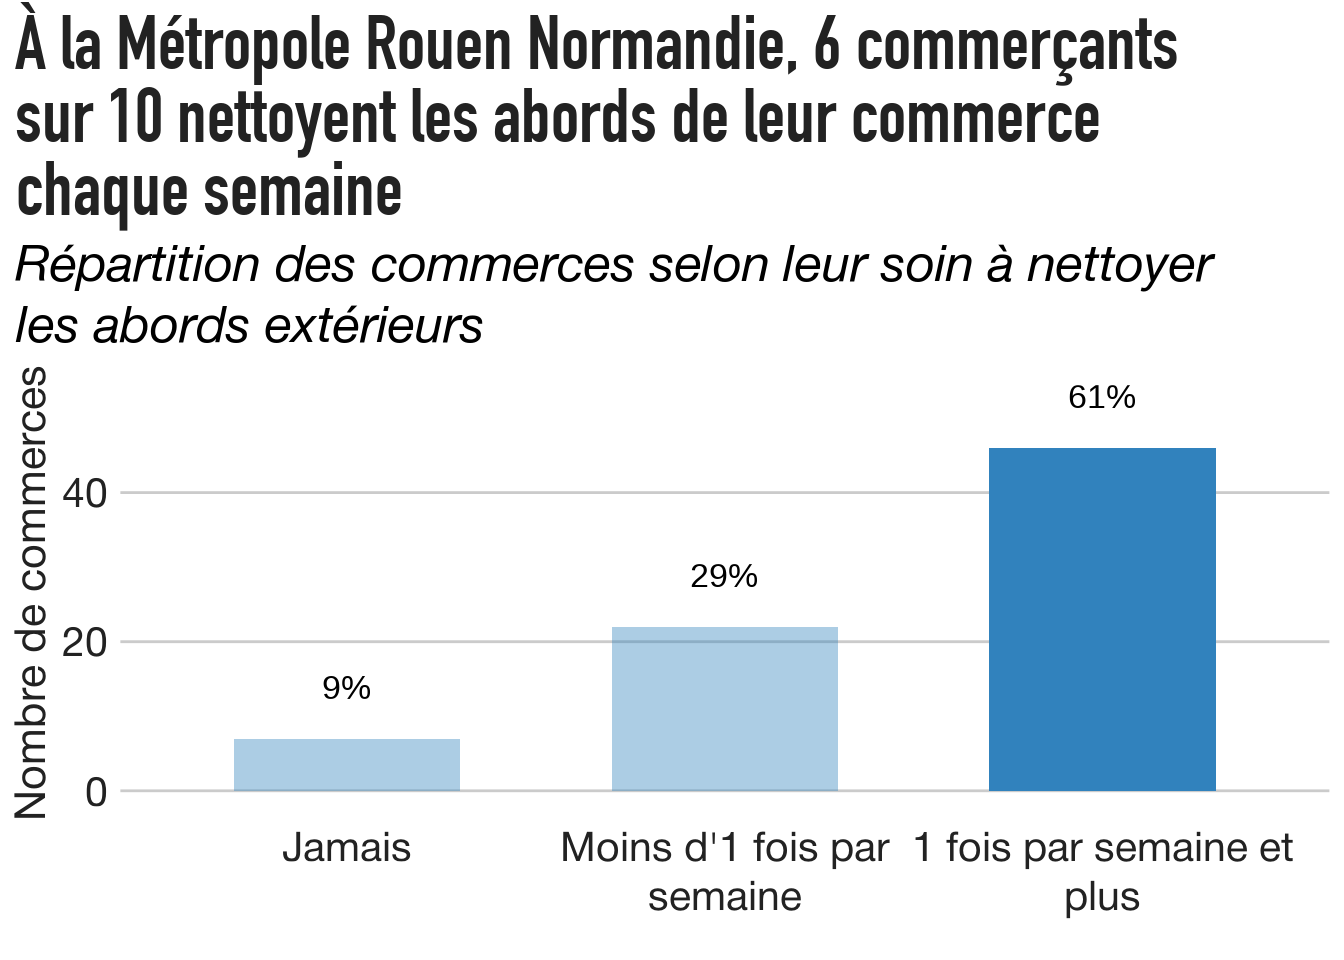 À la Métropole Rouen Normandie, 6 commerçants
sur 10 nettoyent les abords de leur commerce
chaque semaine
Répartition des commerces selon leur soin à nettoyer
les abords extérieurs
Nombre de commerces
61%
40
29%
20
9%
0
Jamais
Moins d'1 fois par
semaine
1 fois par semaine et
plus